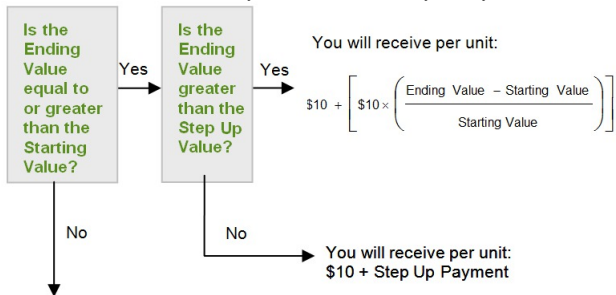 Is the
Ending
Value
equal to
or greater
than the
Starting
Value?
Yes
Is the
Ending
Value
greater
than the
Step Up
Value?
Yes
You will receive per unit:
$10 + [ $10 × ( Ending Value – Starting Value
Starting Value ) ]
No
No
You will receive per unit:
$10 + Step Up Payment